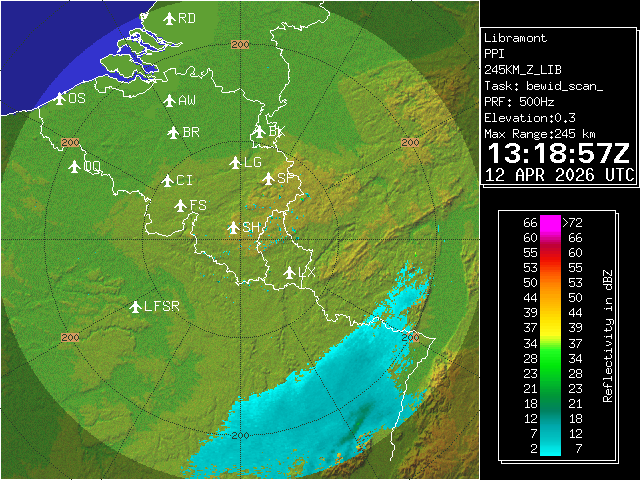 RD
200
OS
AW
BR
BK
200
200
QQ
LG
CI
SP
FS
SH
LX
LFSR
200
200
200
Libramont
PPI
245KM_Z_LIB
Task: bewid_scan_
PRF: 500Hz
Elevation:0.3
Max Range:245 km
13:18:57Z
12 APR 2026 UTC
66 >72
60 66
55 60
53 55
50 53
44 50
39 44
37 39
34 37
28 34
23 28
21 23
18 21
12 18
7 12
2 7
Reflectivity in dBZ